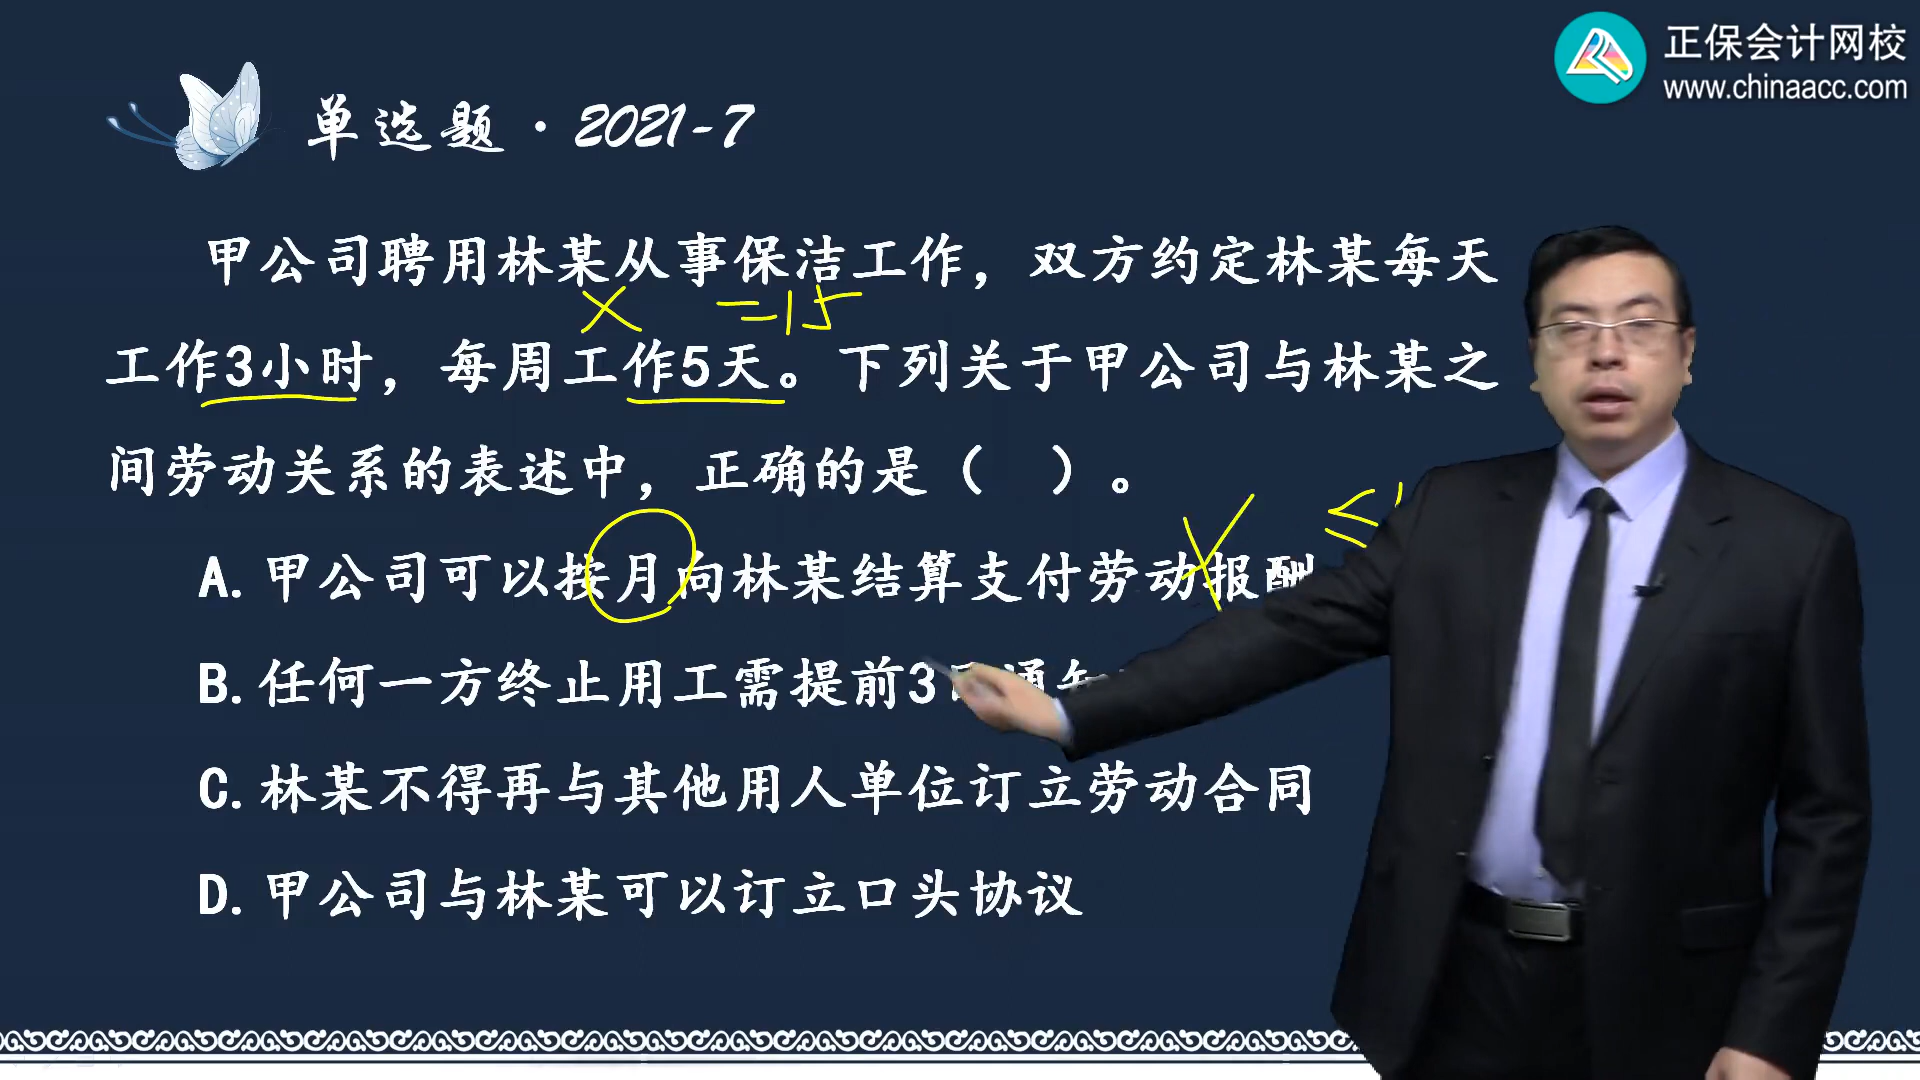 正保会计网校
www.chinaacc.com
单选题·2021-7
甲公司聘用林某从事保洁工作，双方约定林某每天
× =15
工作3小时，每周工作5天。下列关于甲公司与林某之
间劳动关系的表述中，正确的是（ ）。
≤
A.甲公司可以按月向林某结算支付劳动报酬
B.任何一方终止用工需提前3日通知
C.林某不得再与其他用人单位订立劳动合同
D.甲公司与林某可以订立口头协议